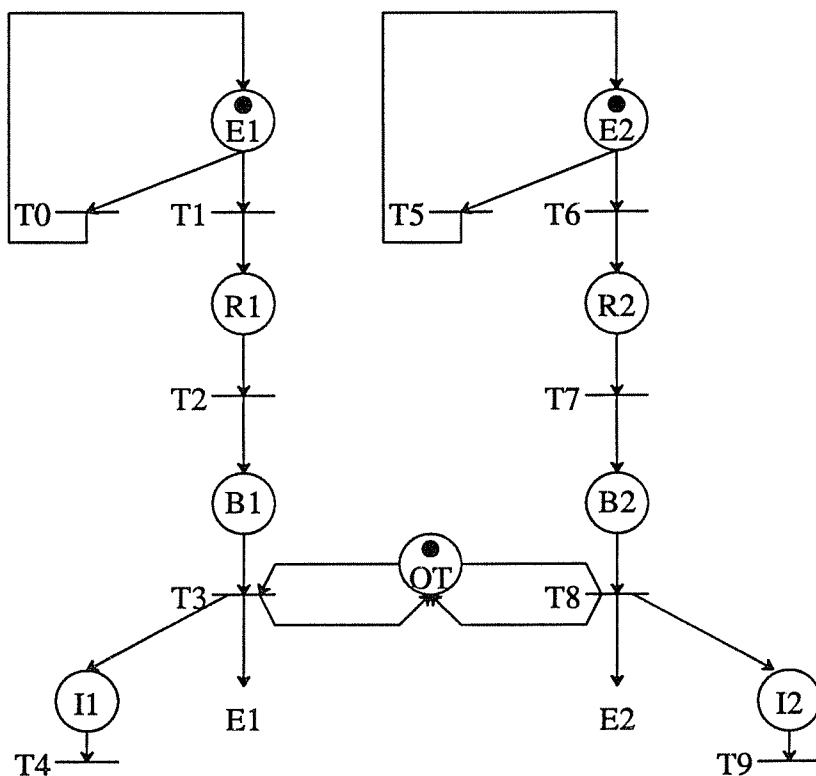 E1 E2
T0 T1 T5 T6
R1 R2
T2 T7
B1 B2
OT
T3 T8
I1 E1 E2 I2
T4 T9